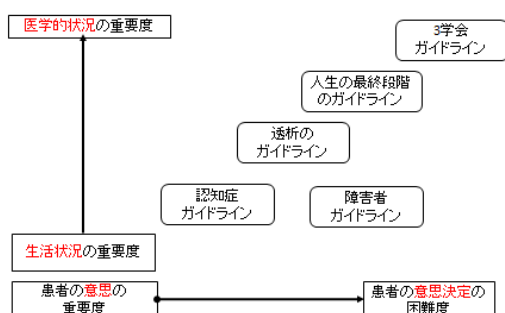 医学的状況の重要度
3学会
ガイドライン
人生の最終段階
のガイドライン
透析の
ガイドライン
認知症
ガイドライン
障害者
ガイドライン
生活状況の重要度
患者の意思の
重要度
患者の意思決定の
困難度